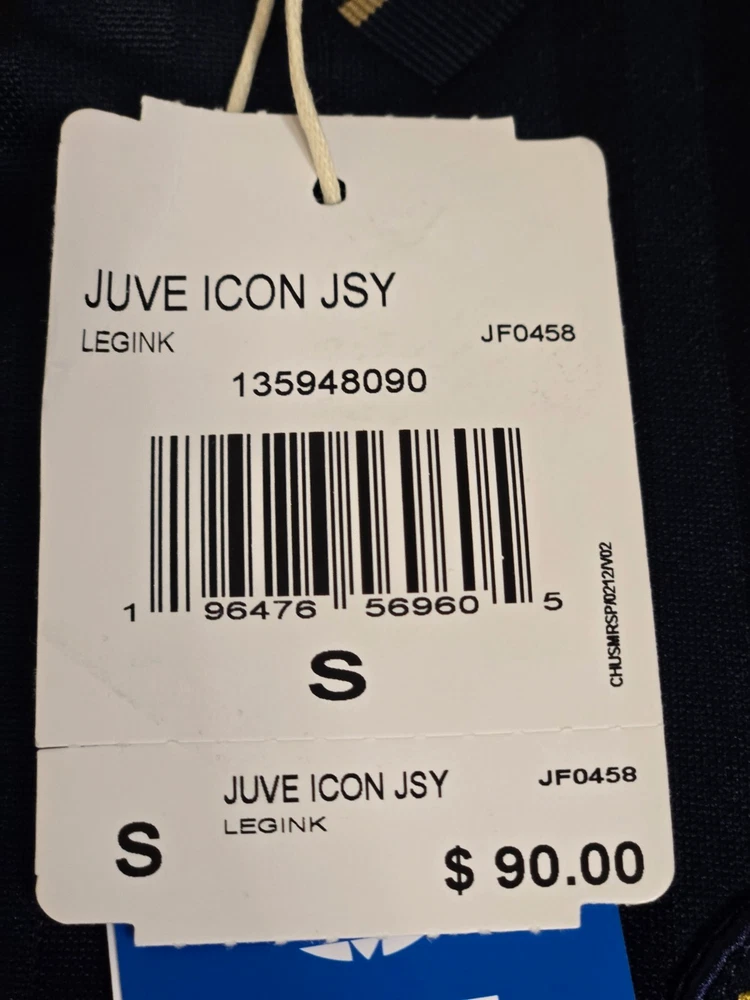 JUVE ICON JSY
LEGINK JF0458
135948090
1 96476 56960 5
CHUSMRSP/0212/V02
S
JUVE ICON JSY JF0458
LEGINK
S
$ 90.00